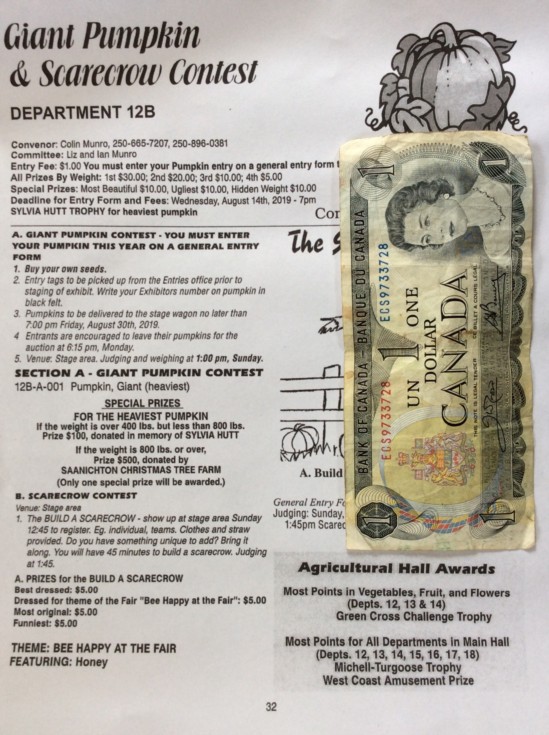 Giant Pumpkin
& Scarecrow Contest
DEPARTMENT 12B
Convenor: Colin Munro, 250-665-7207, 250-896-0381
Committee: Liz and Ian Munro
Entry Fee: $1.00 You must enter your Pumpkin entry on a general entry form
All Prizes By Weight: 1st $30.00; 2nd $20.00; 3rd $10.00; 4th $5.00
Special Prizes: Most Beautiful $10.00, Ugliest $10.00, Hidden Weight $10.00
Deadline for Entry Form and Fees: Wednesday, August 14th, 2019 - 7pm
SYLVIA HUTT TROPHY for heaviest pumpkin
A. GIANT PUMPKIN CONTEST - YOU MUST ENTER
YOUR PUMPKIN THIS YEAR ON A GENERAL ENTRY
FORM
1. Buy your own seeds.
2. Entry tags to be picked up from the Entries office prior to
staging of exhibit. Write your Exhibitors number on pumpkin in
black felt.
3. Pumpkins to be delivered to the stage wagon no later than
7:00 pm Friday, August 30th, 2019.
4 Entrants are encouraged to leave their pumpkins for the
auction at 6:15 pm, Monday.
5. Venue: Stage area. Judging and weighing at 1:00 pm, Sunday.
SECTION A - GIANT PUMPKIN CONTEST
12B-A-001 Pumpkin, Giant (heaviest)
SPECIAL PRIZES
FOR THE HEAVIEST PUMPKIN
If the weight is over 400 lbs. but less than 800 lbs.
Prize $100, donated in memory of SYLVIA HUTT
If the weight is 800 lbs. or over,
Prize $500, donated by
SAANICHTON CHRISTMAS TREE FARM
(Only one special prize will be awarded.)
B. SCARECROW CONTEST
Venue: Stage area
1. The BUILD A SCARECROW - show up at stage area Sunday
12:45 to register. Eg. individual, teams. Clothes and straw
provided. Do you have something unique to add? Bring it
along. You will have 45 minutes to build a scarecrow. Judging
at 1:45.
A. PRIZES for the BUILD A SCARECROW
Best dressed: $5.00
Dressed for theme of the Fair "Bee Happy at the Fair": $5.00
Most original: $5.00
Funniest: $5.00
THEME: BEE HAPPY AT THE FAIR
FEATURING: Honey
Con
The S
A. Build
General Entry F
Judging: Sunday,
1:45pm Scarec
BANK OF CANADA – BANQUE DU CANADA
ECS9733728
ECS9733728
UN 1 ONE
DOLLAR
CANADA
1
1
1
Agricultural Hall Awards
Most Points in Vegetables, Fruit, and Flowers
(Depts. 12, 13 & 14)
Green Cross Challenge Trophy
Most Points for All Departments in Main Hall
(Depts. 12, 13, 14, 15, 16, 17, 18)
Michell-Turgoose Trophy
West Coast Amusement Prize
32